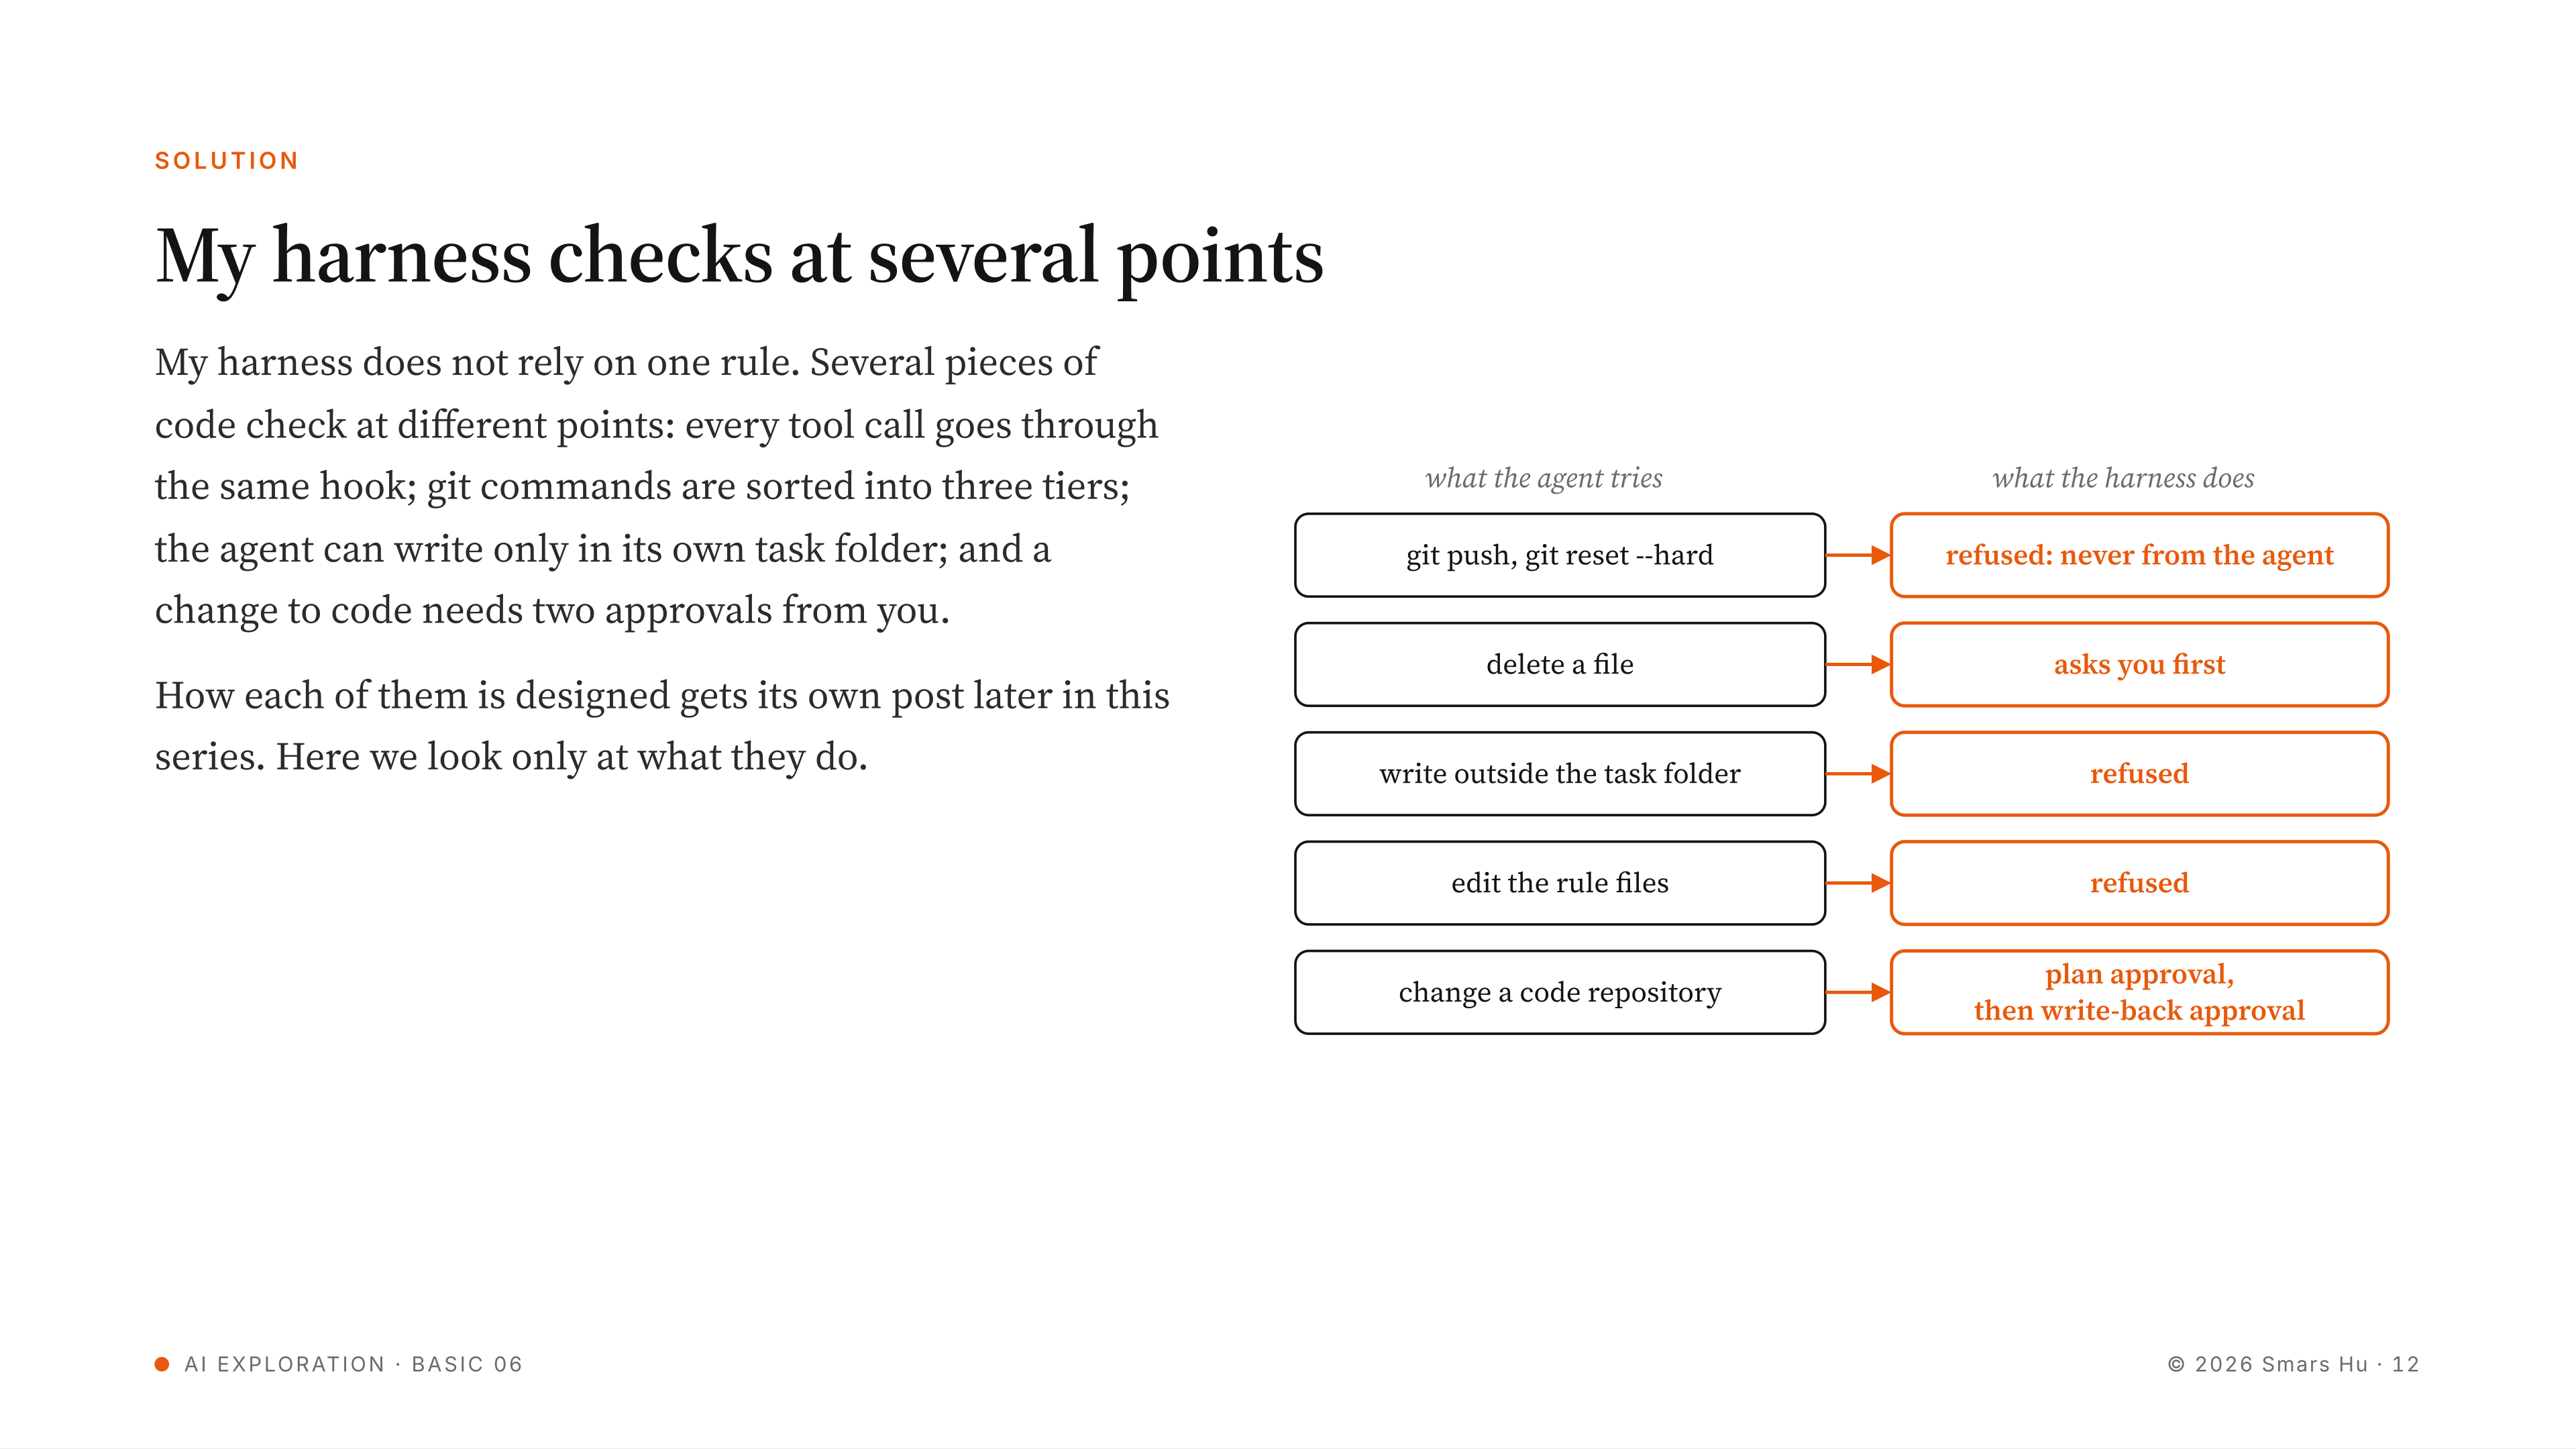 SOLUTION
My harness checks at several points
My harness does not rely on one rule. Several pieces of
code check at different points: every tool call goes through
the same hook; git commands are sorted into three tiers;
the agent can write only in its own task folder; and a
change to code needs two approvals from you.
How each of them is designed gets its own post later in this
series. Here we look only at what they do.
what the agent tries
what the harness does
git push, git reset --hard
refused: never from the agent
delete a file
asks you first
write outside the task folder
refused
edit the rule files
refused
change a code repository
plan approval,
then write-back approval
AI EXPLORATION · BASIC 06
© 2026 Smars Hu · 12